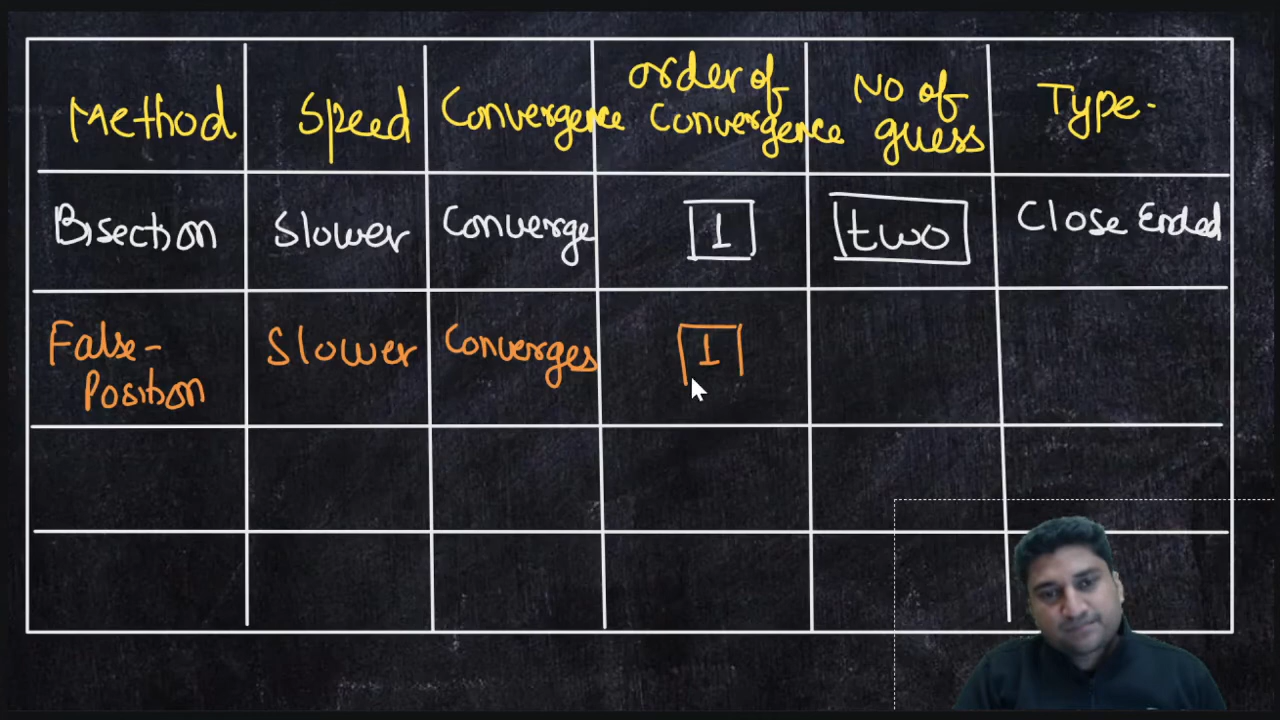 Method
Speed
Convergence
order of
Convergence
NO of
guess
Type-
Bisection
Slower
Converge
1
two
Close Ended
False-
Position
Slower
Converges
1